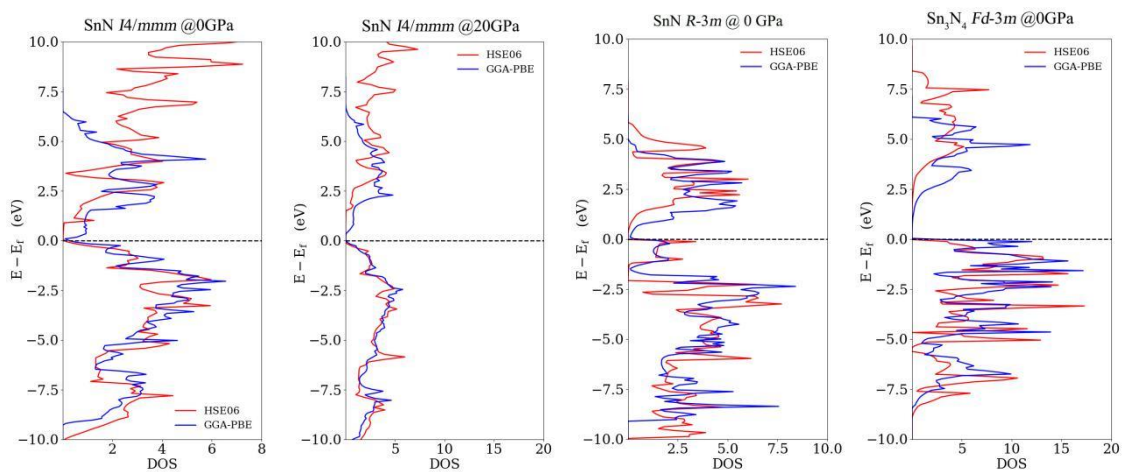 SnN I4/mmm @0GPa
10.0
7.5
5.0
2.5
0.0
−2.5
−5.0
−7.5
−10.0
E − Ef (eV)
HSE06
GGA-PBE
2
4
6
8
DOS
SnN I4/mmm @20GPa
10.0
7.5
5.0
2.5
0.0
−2.5
−5.0
−7.5
−10.0
E − Ef (eV)
HSE06
GGA-PBE
5
10
15
20
DOS
SnN R-3m @ 0 GPa
10.0
7.5
5.0
2.5
0.0
−2.5
−5.0
−7.5
−10.0
E − Ef (eV)
HSE06
GGA-PBE
2.5
5.0
7.5
10.0
DOS
Sn3N4 Fd-3m @0GPa
10.0
7.5
5.0
2.5
0.0
−2.5
−5.0
−7.5
−10.0
E − Ef (eV)
HSE06
GGA-PBE
5
10
15
20
DOS